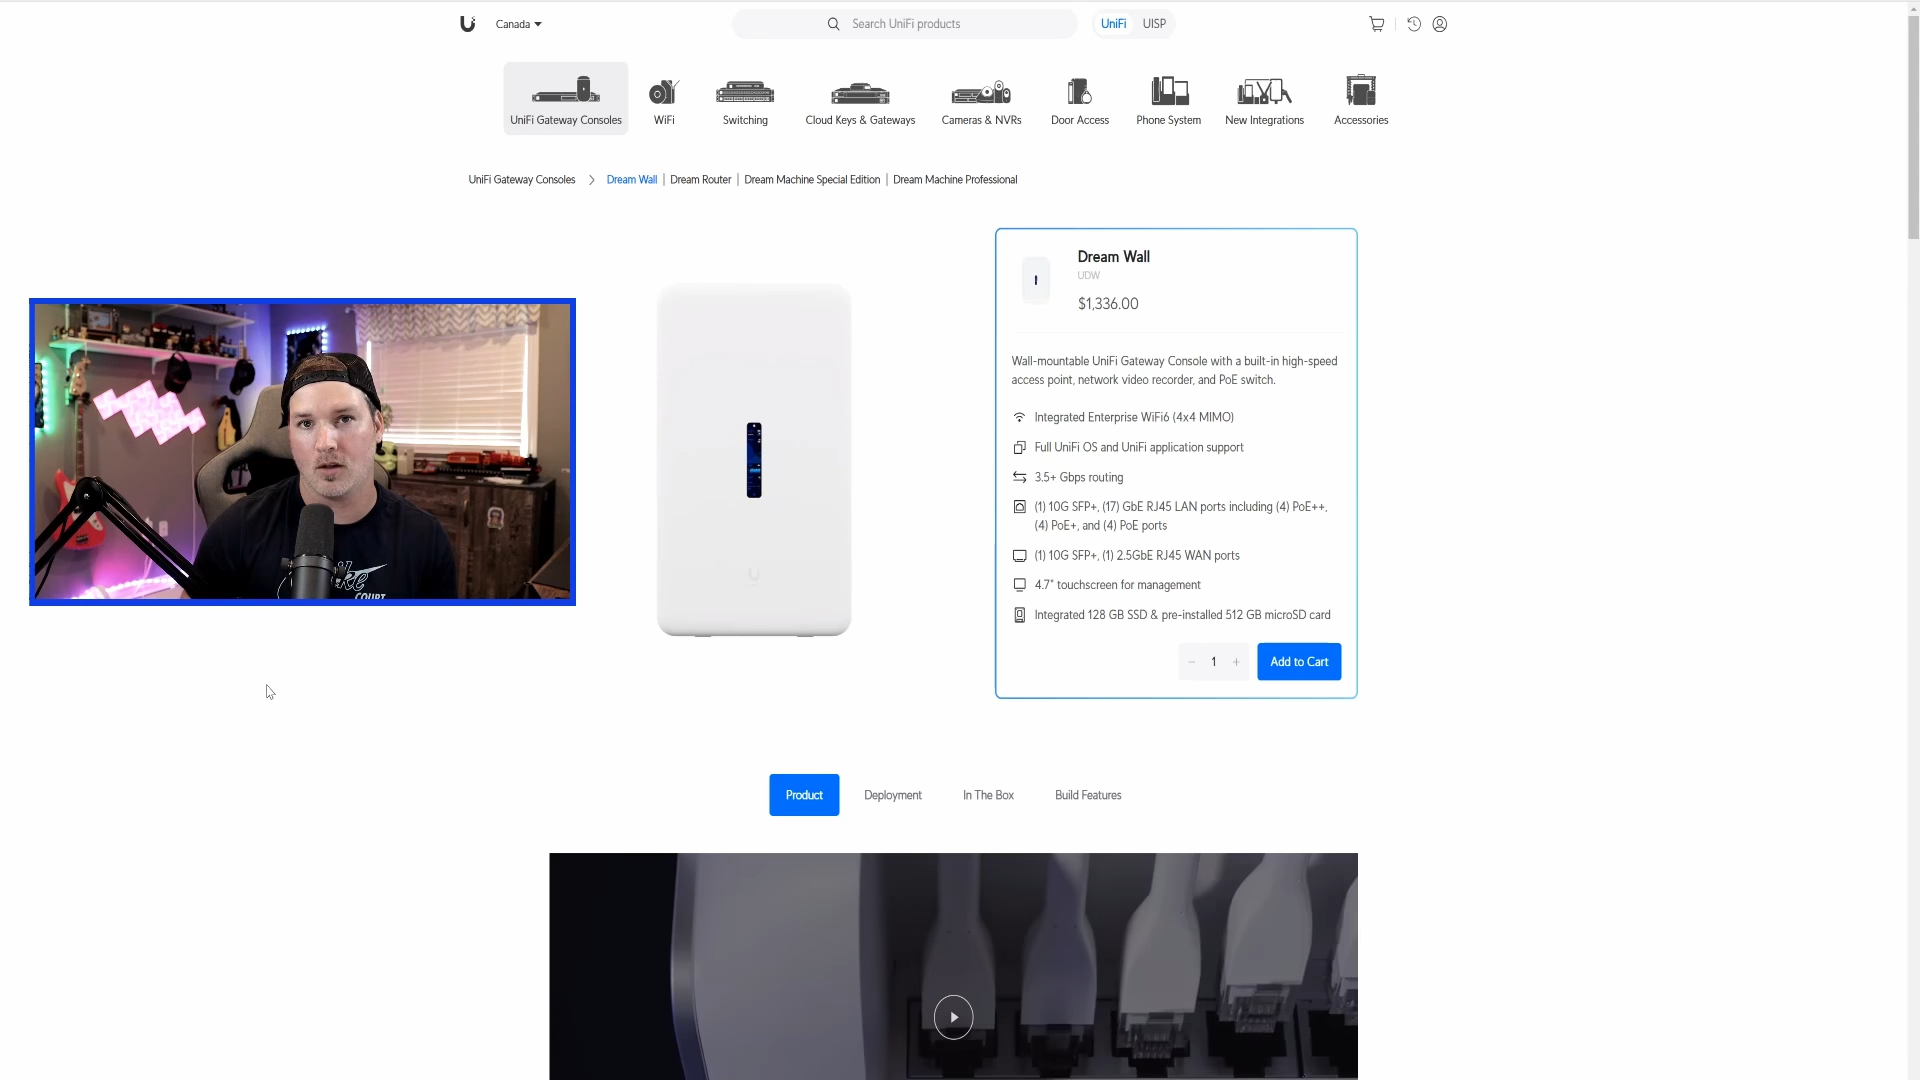 Canada
Search UniFi products
UniFi
UISP
UniFi Gateway Consoles
WiFi
Switching
Cloud Keys & Gateways
Cameras & NVRs
Door Access
Phone System
New Integrations
Accessories
UniFi Gateway Consoles
Dream Wall | Dream Router | Dream Machine Special Edition | Dream Machine Professional
Dream Wall
UDW
$1,336.00
Wall-mountable UniFi Gateway Console with a built-in high-speed
access point, network video recorder, and PoE switch.
Integrated Enterprise WiFi6 (4x4 MIMO)
Full UniFi OS and UniFi application support
3.5+ Gbps routing
(1) 10G SFP+, (17) GbE RJ45 LAN ports including (4) PoE++,
(4) PoE+, and (4) PoE ports
(1) 10G SFP+, (1) 2.5GbE RJ45 WAN ports
4.7" touchscreen for management
Integrated 128 GB SSD & pre-installed 512 GB microSD card
− 1 +
Add to Cart
COURT
Product
Deployment
In The Box
Build Features